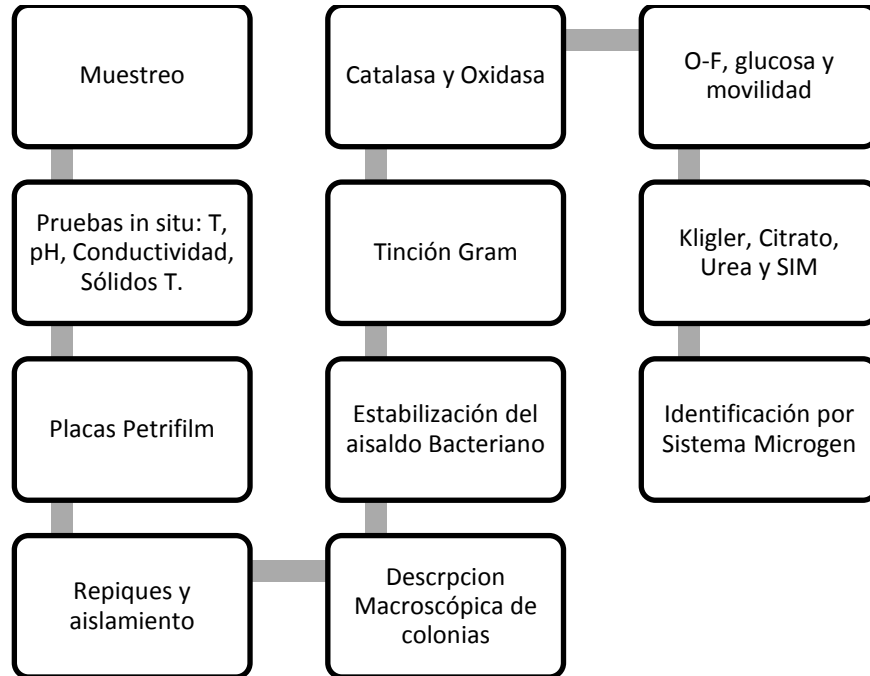 Muestreo
Pruebas in situ: T,
pH, Conductividad,
Sólidos T.
Placas Petrifilm
Repiques y
aislamiento
Descrpcion
Macroscópica de
colonias
Estabilización del
aisaldo Bacteriano
Tinción Gram
Catalasa y Oxidasa
O-F, glucosa y
movilidad
Kligler, Citrato,
Urea y SIM
Identificación por
Sistema Microgen